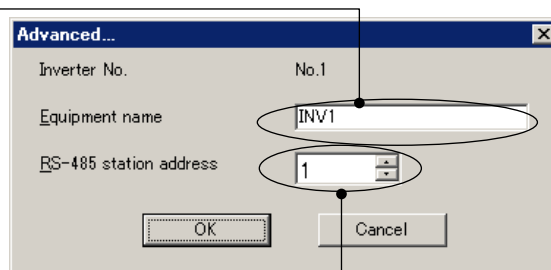 Advanced...
Inverter No. No.1
Equipment name INV1
RS-485 station address 1
OK Cancel